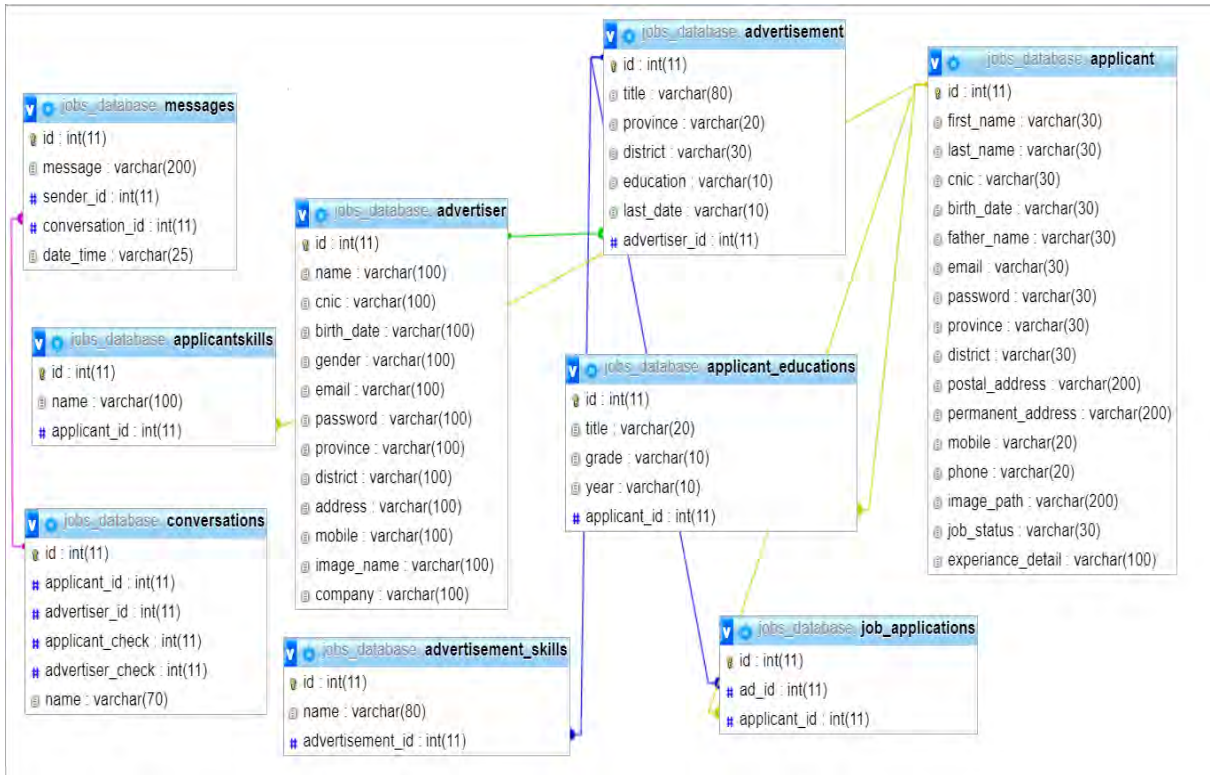 jobs_database messages
id : int(11)
message : varchar(200)
sender_id : int(11)
conversation_id : int(11)
date_time : varchar(25)
jobs_database applicantskills
id : int(11)
name : varchar(100)
applicant_id : int(11)
jobs_database conversations
id : int(11)
applicant_id : int(11)
advertiser_id : int(11)
applicant_check : int(11)
advertiser_check : int(11)
name : varchar(70)
jobs_database advertiser
id : int(11)
name : varchar(100)
cnic : varchar(100)
birth_date : varchar(100)
gender : varchar(100)
email : varchar(100)
password : varchar(100)
province : varchar(100)
district : varchar(100)
address : varchar(100)
mobile : varchar(100)
image_name : varchar(100)
company : varchar(100)
jobs_database advertisement_skills
id : int(11)
name : varchar(80)
advertisement_id : int(11)
jobs_database advertisement
id : int(11)
title : varchar(80)
province : varchar(20)
district : varchar(30)
education : varchar(10)
last_date : varchar(10)
advertiser_id : int(11)
jobs_database applicant_educations
id : int(11)
title : varchar(20)
grade : varchar(10)
year : varchar(10)
applicant_id : int(11)
jobs_database job_applications
id : int(11)
ad_id : int(11)
applicant_id : int(11)
jobs_database applicant
id : int(11)
first_name : varchar(30)
last_name : varchar(30)
cnic : varchar(30)
birth_date : varchar(30)
father_name : varchar(30)
email : varchar(30)
password : varchar(30)
province : varchar(30)
district : varchar(30)
postal_address : varchar(200)
permanent_address : varchar(200)
mobile : varchar(20)
phone : varchar(20)
image_path : varchar(200)
job_status : varchar(30)
experiance_detail : varchar(100)